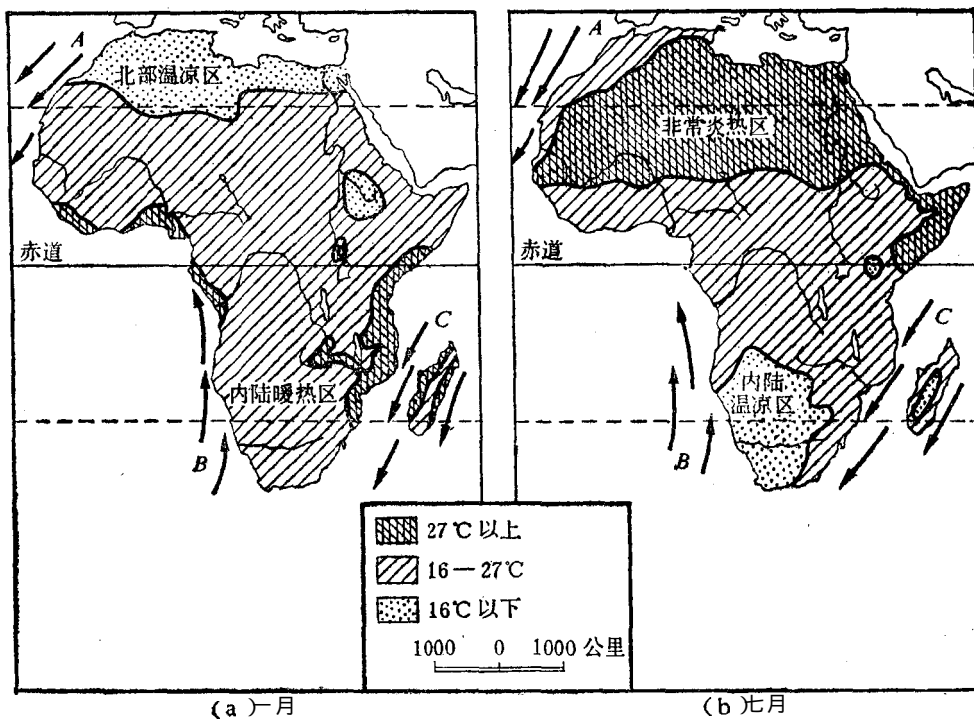 A
北部温凉区
赤道
C
内陆暖热区
B
A
非常炎热区
赤道
C
内陆
温凉区
B
27℃以上
16—27℃
16℃以下
1000 0 1000 公里
(a)一月
(b)七月